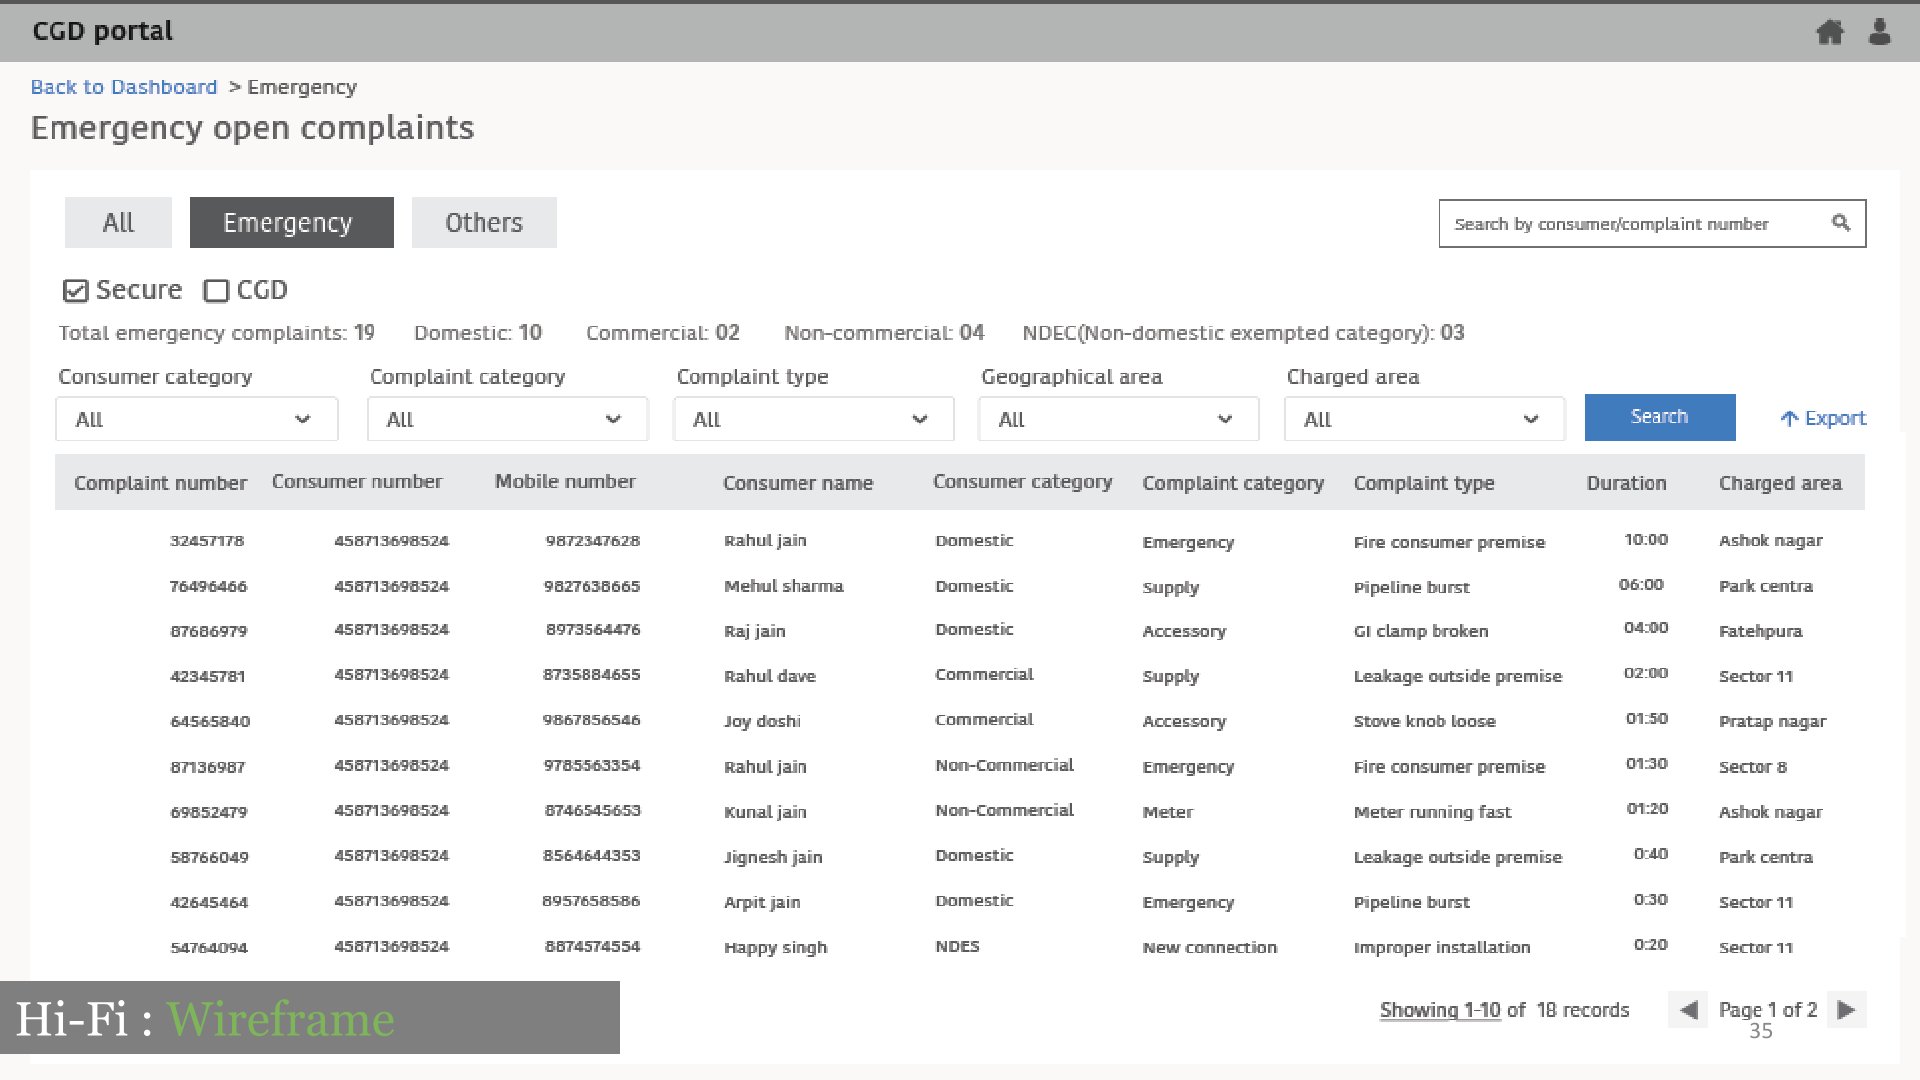 CGD portal
Back to Dashboard > Emergency
Emergency open complaints
All Emergency Others Search by consumer/complaint number
Secure CGD
Total emergency complaints: 19 Domestic: 10 Commercial: 02 Non-commercial: 04 NDEC(Non-domestic exempted category): 03
Consumer category Complaint category Complaint type Geographical area Charged area
All All All All All Search Export
Complaint number Consumer number Mobile number Consumer name Consumer category Complaint category Complaint type Duration Charged area
32457178 458713698524 9872347628 Rahul jain Domestic Emergency Fire consumer premise 10:00 Ashok nagar
76496466 458713698524 9827638665 Mehul sharma Domestic Supply Pipeline burst 06:00 Park centra
87686979 458713698524 8973564476 Raj jain Domestic Accessory GI clamp broken 04:00 Fatehpura
42345781 458713698524 8735884655 Rahul dave Commercial Supply Leakage outside premise 02:00 Sector 11
64565840 458713698524 9867856546 Joy doshi Commercial Accessory Stove knob loose 01:50 Pratap nagar
87136987 458713698524 9785563354 Rahul jain Non-Commercial Emergency Fire consumer premise 01:30 Sector 8
69852479 458713698524 8746545653 Kunal jain Non-Commercial Meter Meter running fast 01:20 Ashok nagar
58766049 458713698524 8564644353 Jignesh jain Domestic Supply Leakage outside premise 0:40 Park centra
42645464 458713698524 8957658586 Arpit jain Domestic Emergency Pipeline burst 0:30 Sector 11
54764094 458713698524 8874574554 Happy singh NDES New connection Improper installation 0:20 Sector 11
Showing 1-10 of 18 records Page 1 of 2
Hi-Fi : Wireframe
35